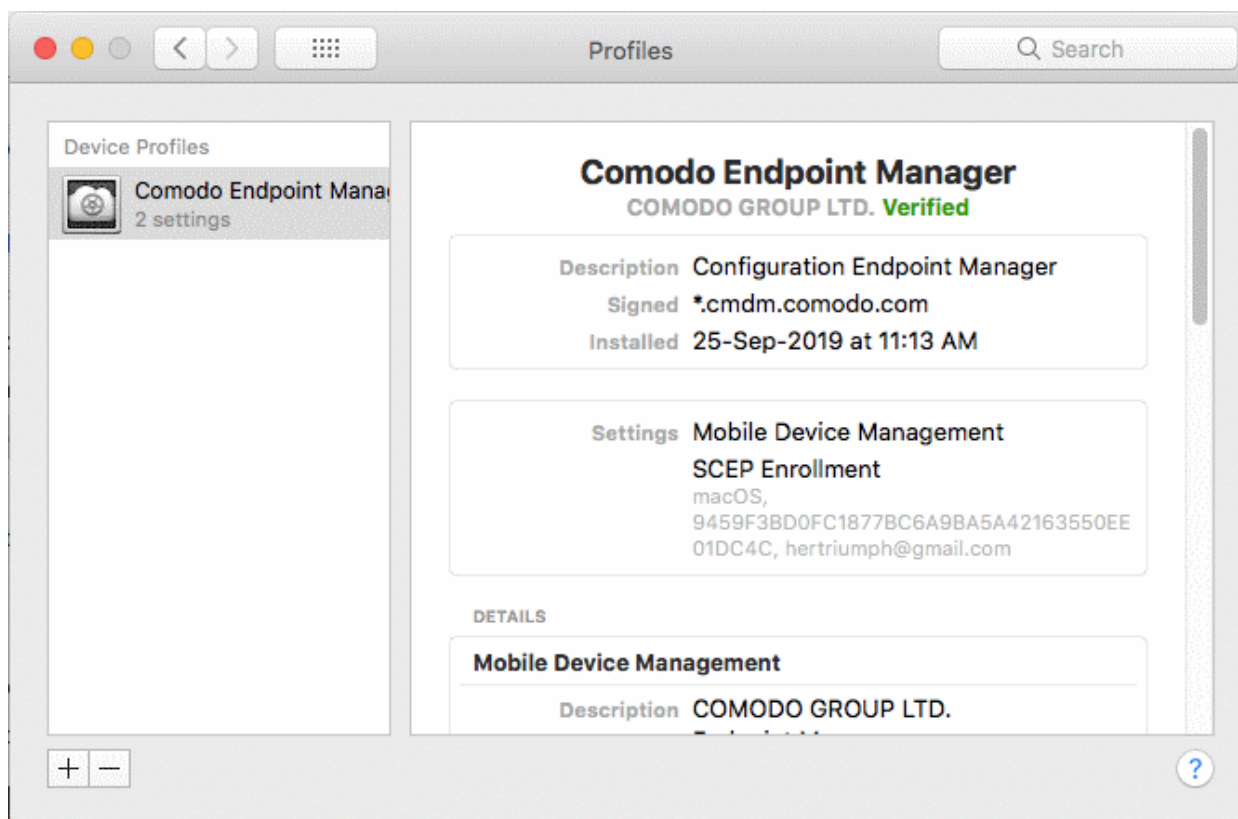 Profiles
Search
Device Profiles
Comodo Endpoint Mana
2 settings
Comodo Endpoint Manager
COMODO GROUP LTD. Verified
Description Configuration Endpoint Manager
Signed *.cmdm.comodo.com
Installed 25-Sep-2019 at 11:13 AM
Settings Mobile Device Management
SCEP Enrollment
macOS,
9459F3BD0FC1877BC6A9BA5A42163550EE
01DC4C, hertriumph@gmail.com
DETAILS
Mobile Device Management
Description COMODO GROUP LTD.